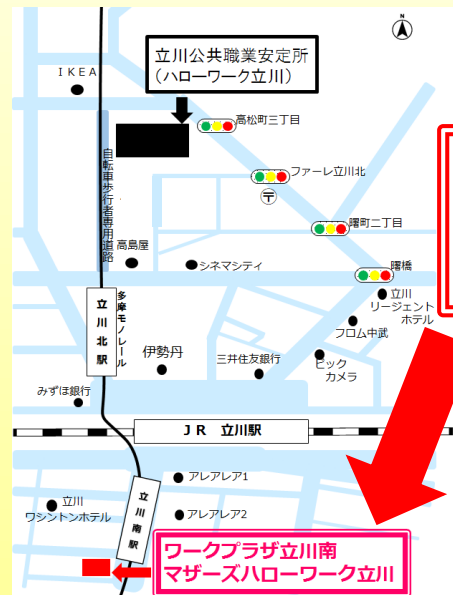 N
IKEA
立川公共職業安定所
（ハローワーク立川）
高松町三丁目
ファーレ立川北
〒
自転車歩行者専用道路
曙町二丁目
高島屋
シネマシティ
曙橋
立川
リージェント
ホテル
立川北駅
多摩モノレール
フロム中武
伊勢丹
三井住友銀行
ビック
カメラ
みずほ銀行
ＪＲ 立川駅
アレアレア1
立川
ワシントンホテル
立川南駅
アレアレア2
ワークプラザ立川南
マザーズハローワーク立川